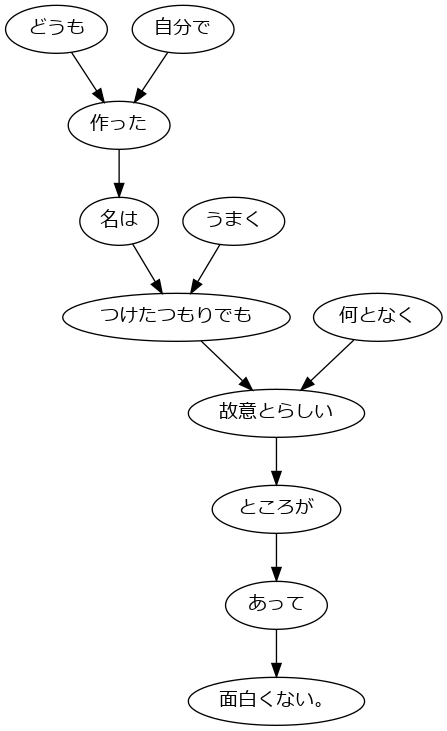 どうも
自分で
作った
名は
うまく
つけたつもりでも
何となく
故意とらしい
ところが
あって
面白くない。